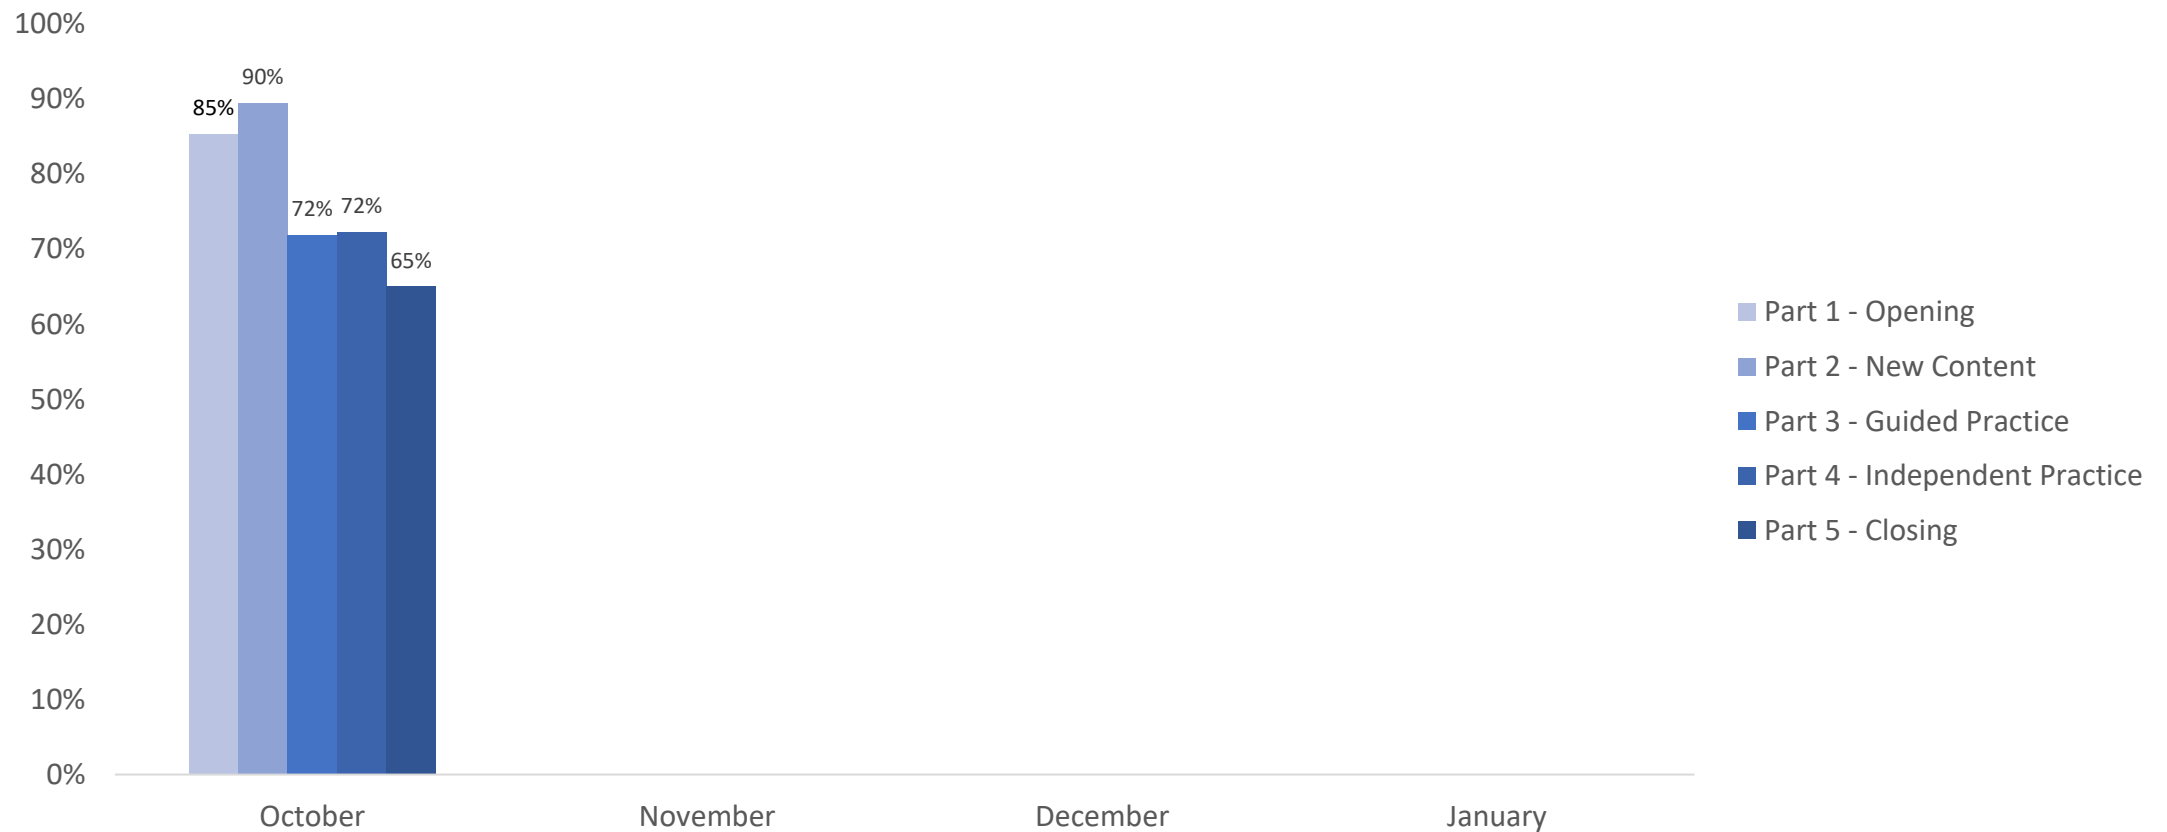 100%
90%
80%
70%
60%
50%
40%
30%
20%
10%
0%
85%
90%
72%
72%
65%
October
November
December
January
Part 1 - Opening
Part 2 - New Content
Part 3 - Guided Practice
Part 4 - Independent Practice
Part 5 - Closing